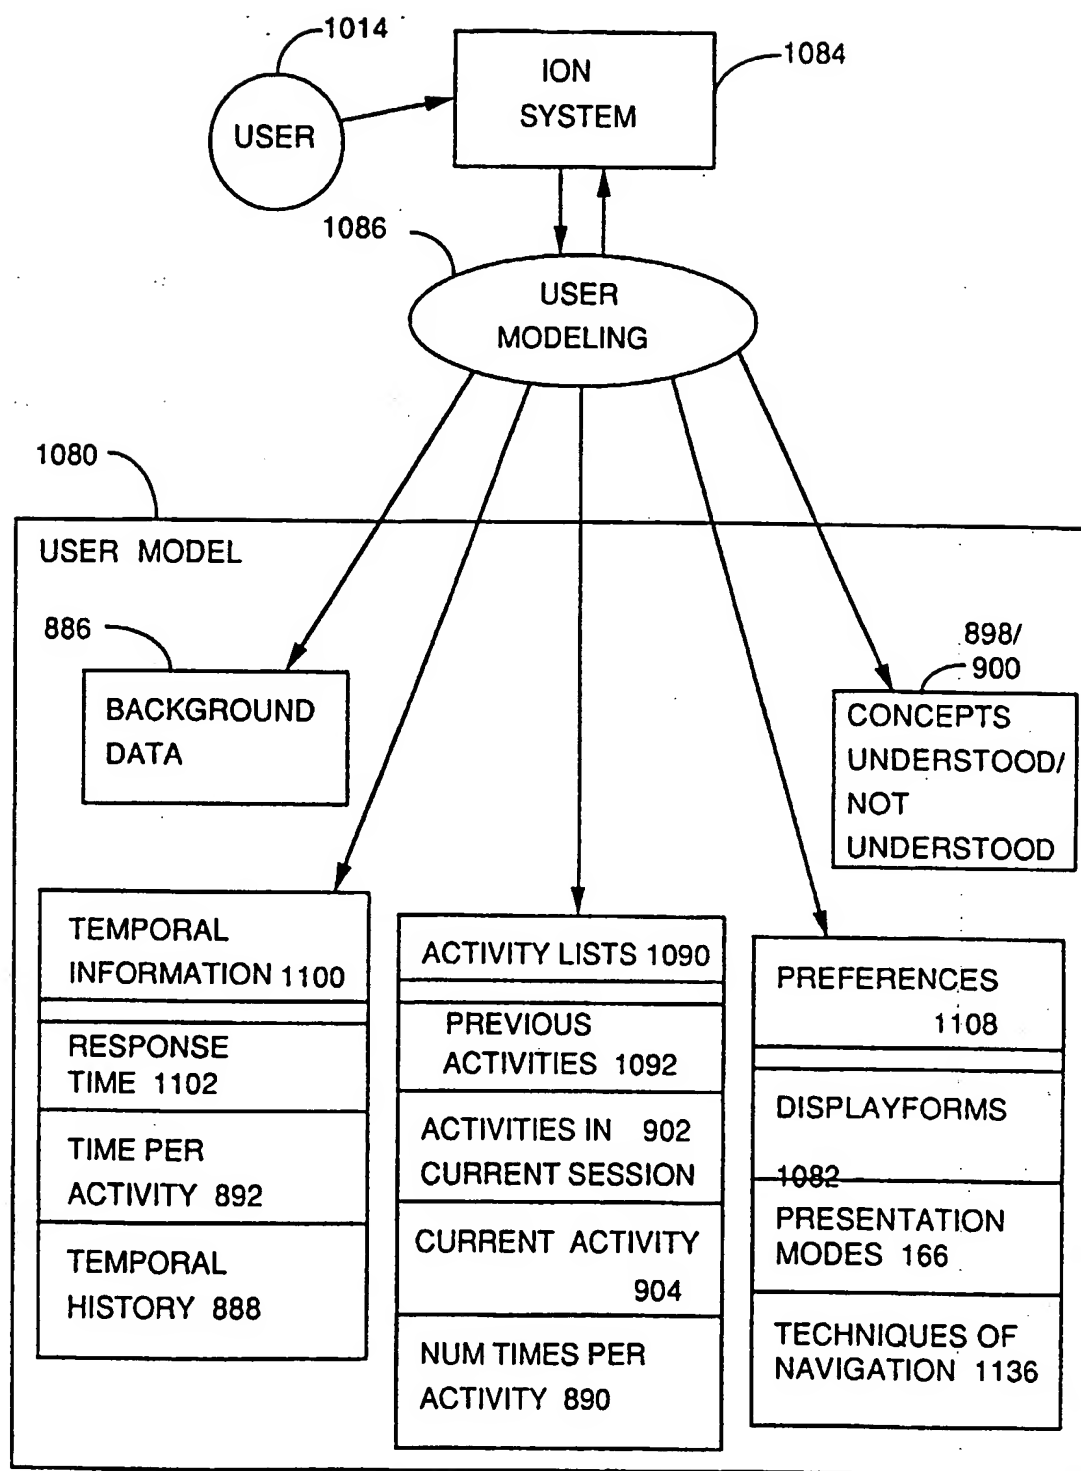 1014
USER
ION
SYSTEM
1084
1086
USER
MODELING
1080
USER MODEL
886
BACKGROUND
DATA
898/
900
CONCEPTS
UNDERSTOOD/
NOT
UNDERSTOOD
TEMPORAL
INFORMATION 1100
RESPONSE
TIME 1102
TIME PER
ACTIVITY 892
TEMPORAL
HISTORY 888
ACTIVITY LISTS 1090
PREVIOUS
ACTIVITIES 1092
ACTIVITIES IN 902
CURRENT SESSION
CURRENT ACTIVITY
904
NUM TIMES PER
ACTIVITY 890
PREFERENCES
1108
DISPLAYFORMS
1082
PRESENTATION
MODES 166
TECHNIQUES OF
NAVIGATION 1136